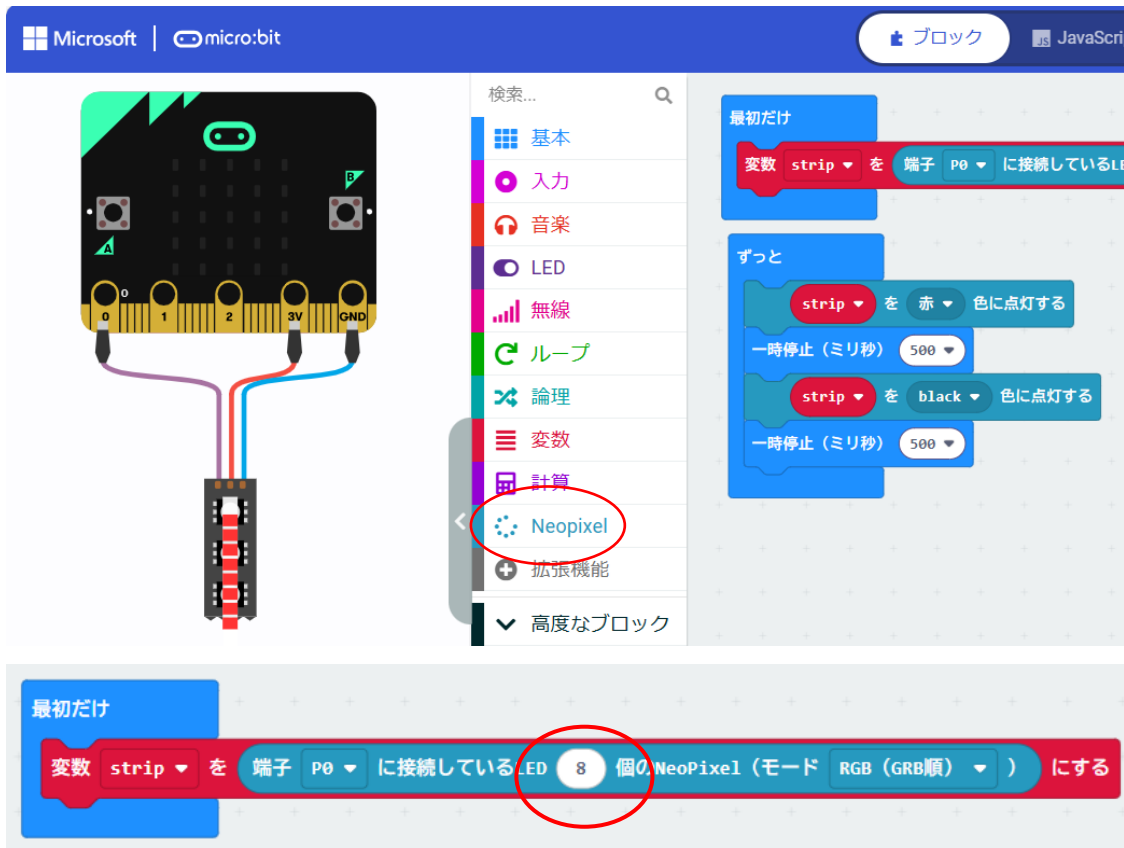 Microsoft micro:bit ブロック JavaScri
検索...
基本
入力
音楽
LED
無線
ループ
論理
変数
計算
Neopixel
拡張機能
高度なブロック
B
A
0
0 1 2 3V GND
最初だけ
変数 strip を 端子 P0 に接続しているLE
ずっと
strip を 赤 色に点灯する
一時停止（ミリ秒） 500
strip を black 色に点灯する
一時停止（ミリ秒） 500
最初だけ
変数 strip を 端子 P0 に接続しているLED 8 個のNeoPixel（モード RGB（GRB順） ） にする